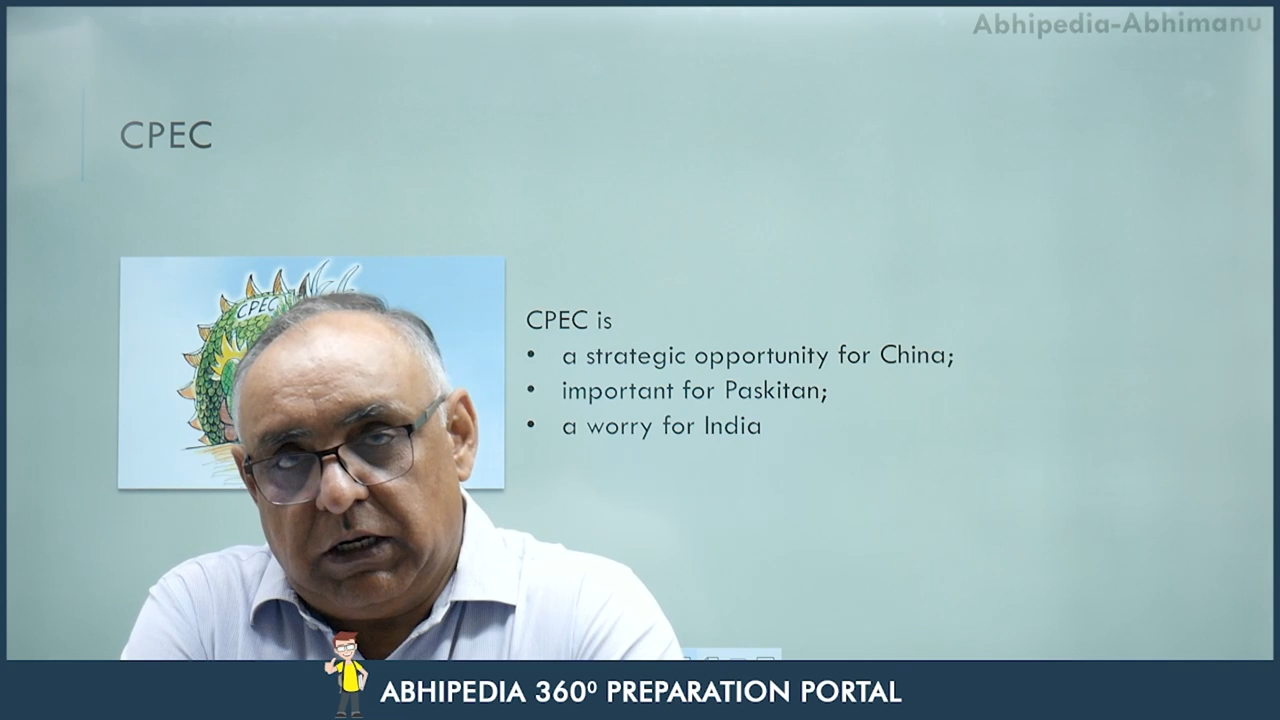 Abhipedia-Abhimanu
CPEC
CPEC
CPEC is
• a strategic opportunity for China;
• important for Paskitan;
• a worry for India
ABHIPEDIA 360⁰ PREPARATION PORTAL